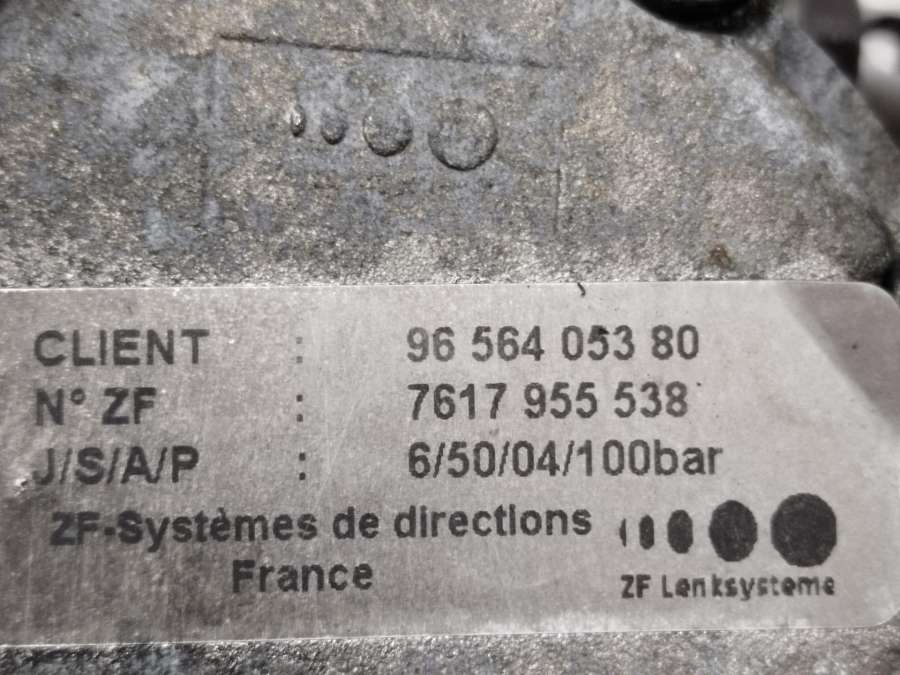 CLIENT : 96 564 053 80
N° ZF : 7617 955 538
J/S/A/P : 6/50/04/100bar
ZF-Systèmes de directions
France
ZF Lenksysteme